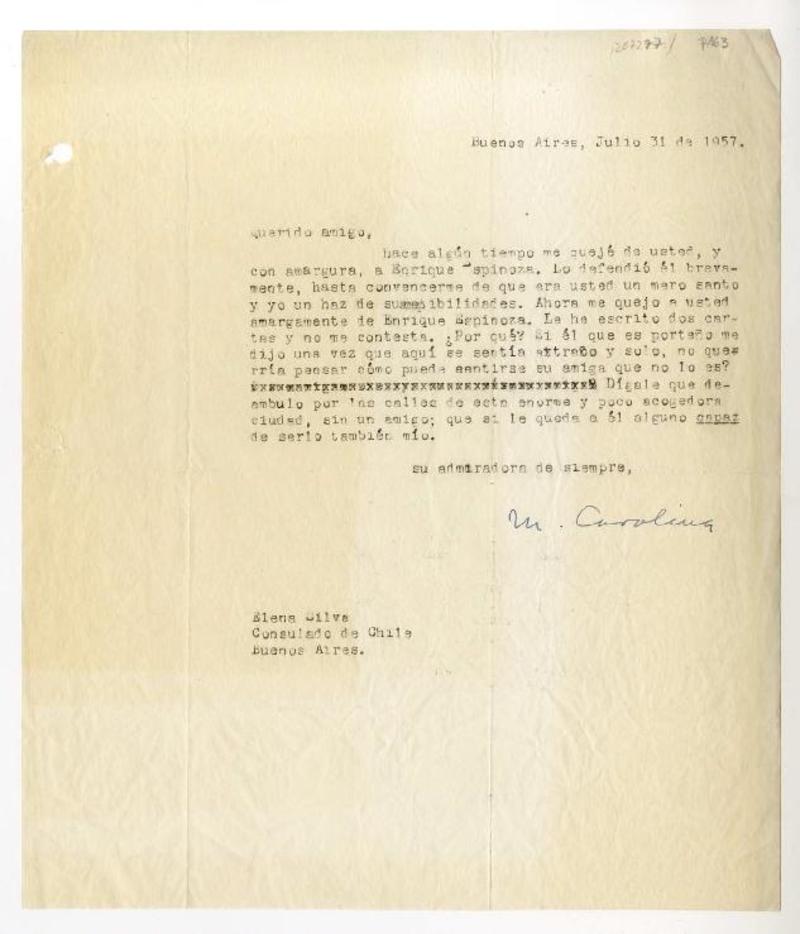 7163
Buenos Aires, Julio 31 de 1957.
querido amigo,
hace algún tiempo me quejé de usted, y
con amargura, a Enrique Espinoza. Lo defendió él brava-
mente, hasta convencerme de que era usted un mero santo
y yo un haz de susceptibilidades. Ahora me quejo a usted
amargamente de Enrique Espinoza. Le he escrito dos car-
tas y no me contesta. ¿Por qué? Si él que es porteño me
dijo una vez que aquí se sentía extraño y solo, no que
rría pensar cómo puede sentirse su amiga que no lo es?
Dígale que de-
ambulo por las calles de esta enorme y poco acogedora
ciudad, sin un amigo; que si le queda a él alguno capaz
de serlo también mío.
su admiradora de siempre,
M. Carolina
Elena Silva
Consulado de Chile
Buenos Aires.